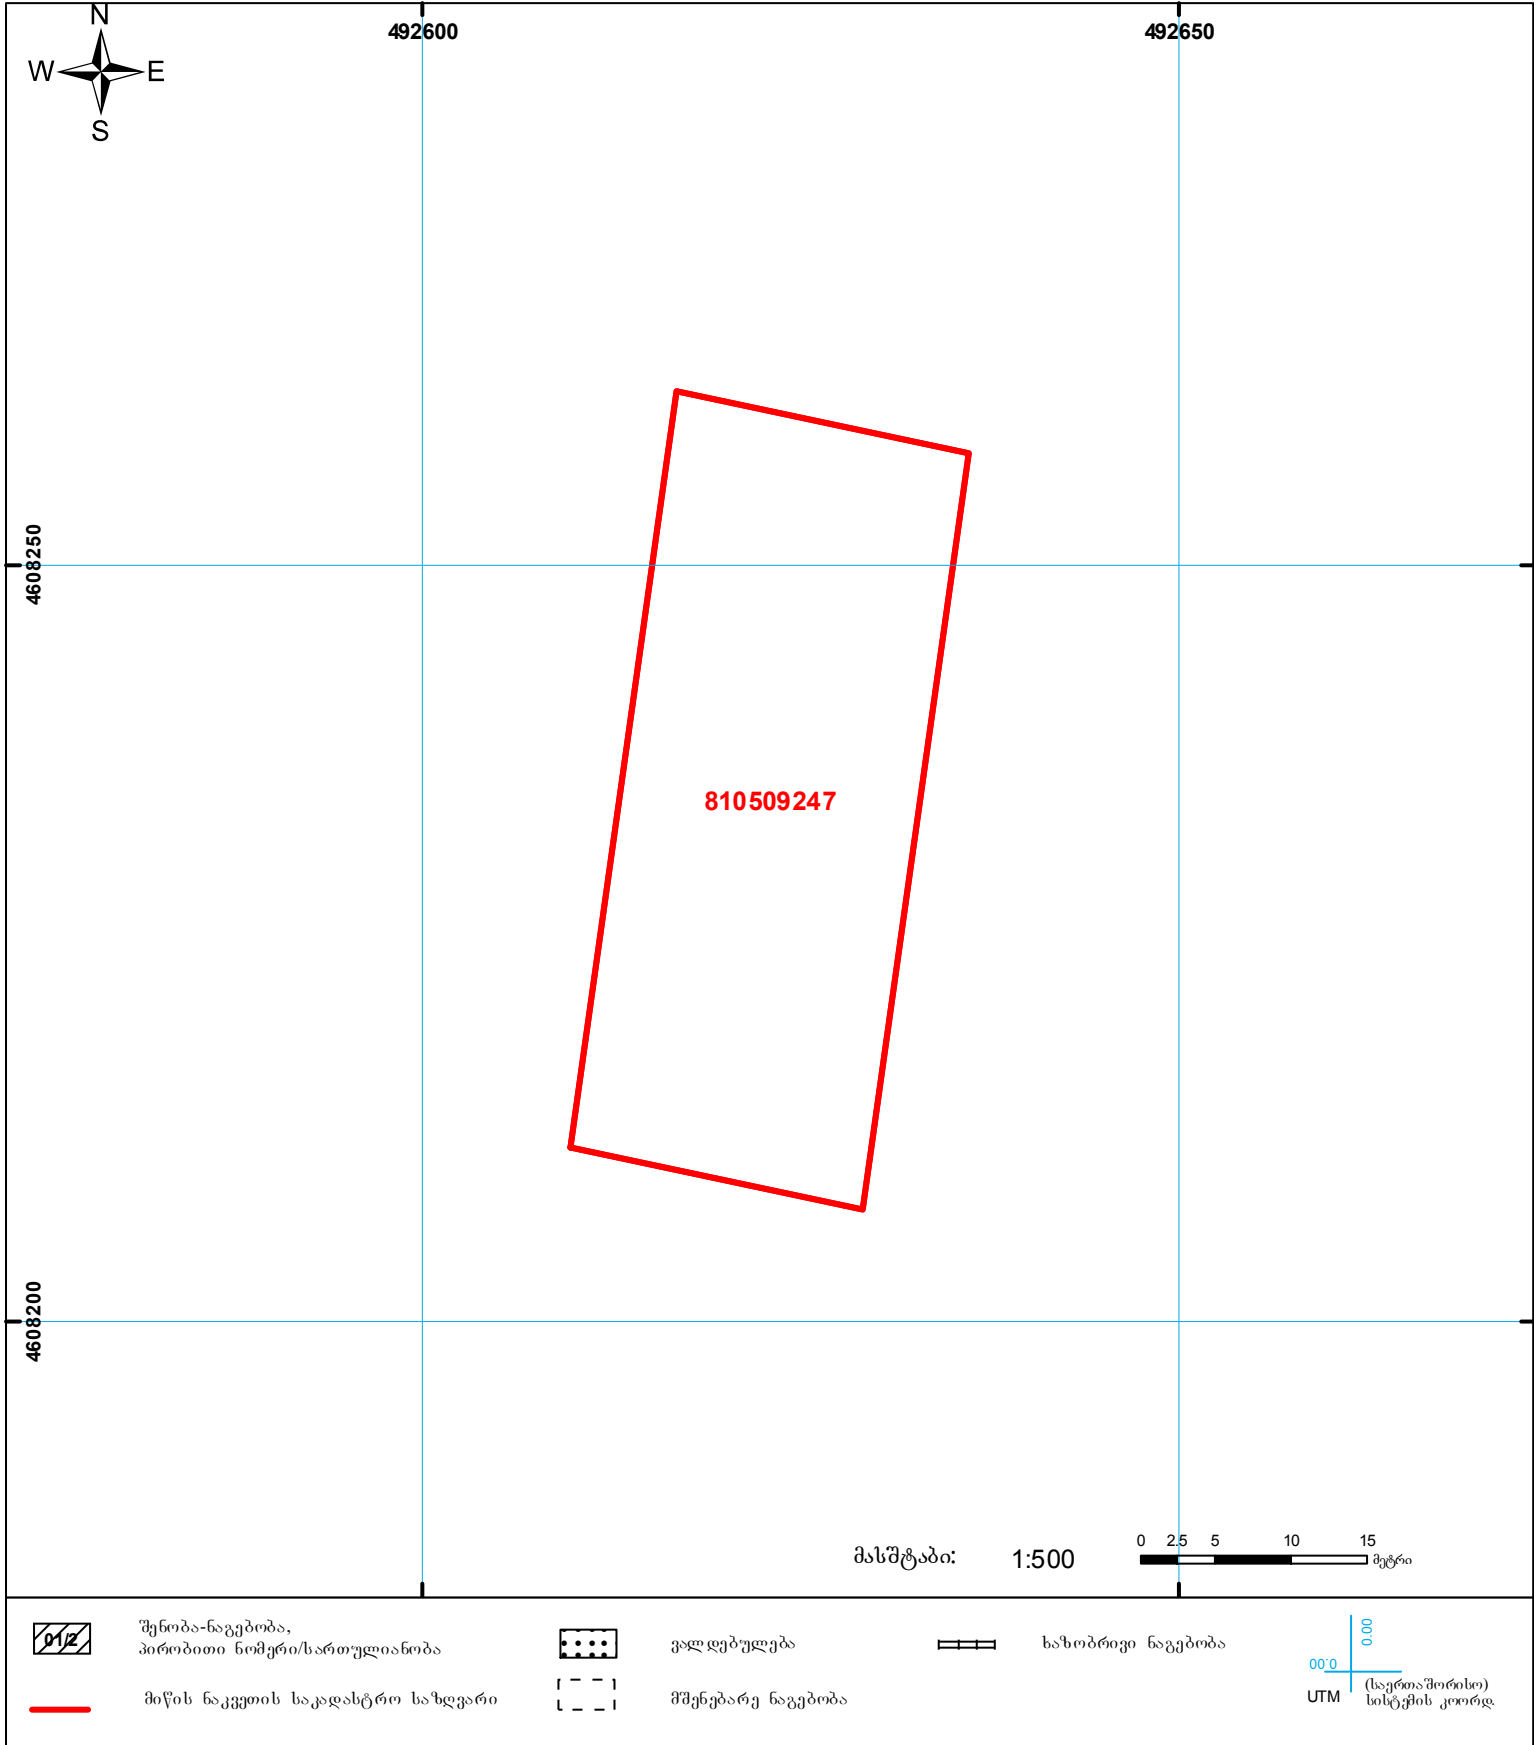 N
W E
S
492600 492650
4608250
810509247
4608200
მასშტაბი: 1:500
0 2.5 5 10 15
მეტრი
01/2
შენობა-ნაგებობა,
პირობითი ნომერი/სართულიანობა
ვალდებულება
ხაზობრივი ნაგებობა
მიწის ნაკვეთის საკადასტრო საზღვარი
მშენებარე ნაგებობა
0.00
00.0
UTM
(საერთაშორისო)
სისტემის კოორდ.